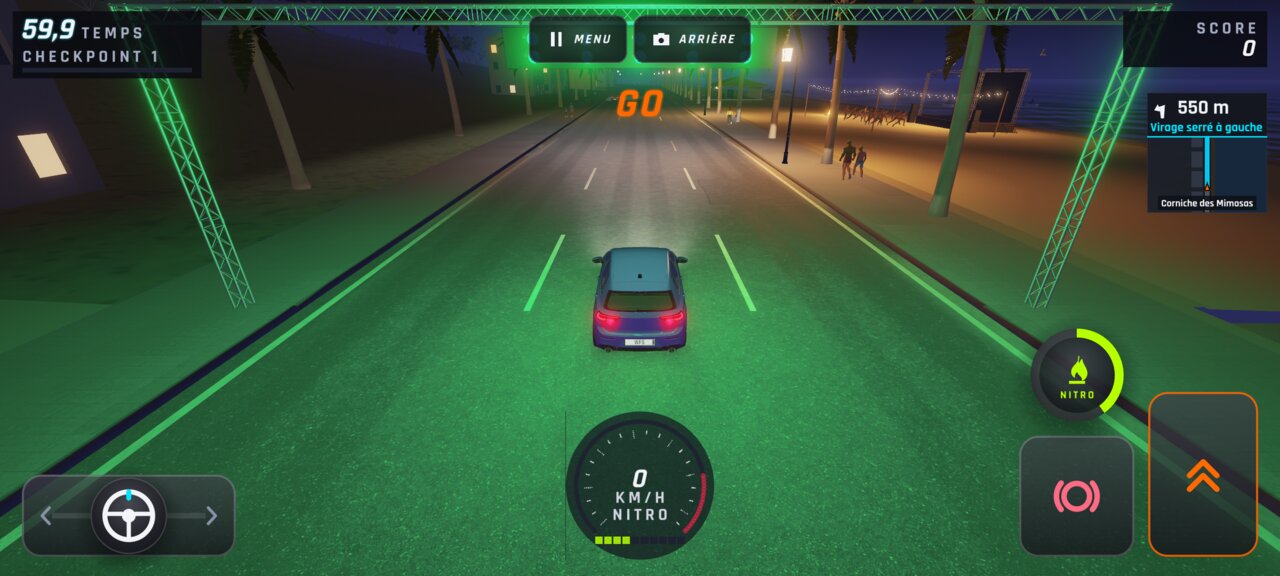 59,9 TEMPS
CHECKPOINT 1
MENU
ARRIÈRE
SCORE
0
GO
550 m
Virage serré à gauche
Corniche des Mimosas
NITRO
0
KM/H
NITRO